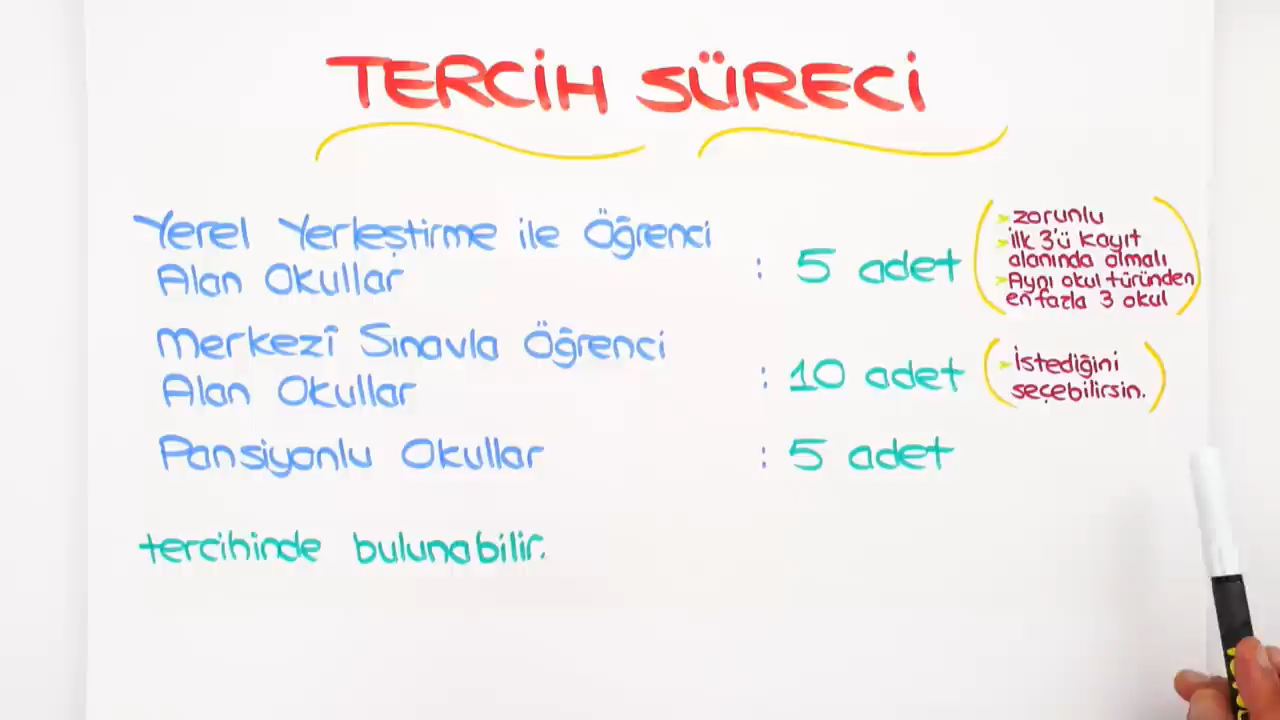 TERCİH SÜRECİ
Yerel Yerleştirme ile Öğrenci
Alan Okullar : 5 adet
➤ zorunlu
➤ ilk 3'ü kayıt
alanında olmalı
➤ Aynı okul türünden
en fazla 3 okul
Merkezî Sınavla Öğrenci
Alan Okullar : 10 adet
➤ İstediğini
seçebilirsin.
Pansiyonlu Okullar : 5 adet
tercihinde bulunabilir.